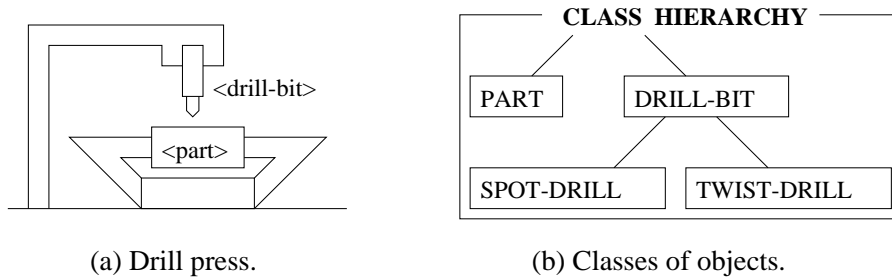 <drill-bit>
<part>
(a) Drill press.
CLASS HIERARCHY
PART
DRILL-BIT
SPOT-DRILL
TWIST-DRILL
(b) Classes of objects.